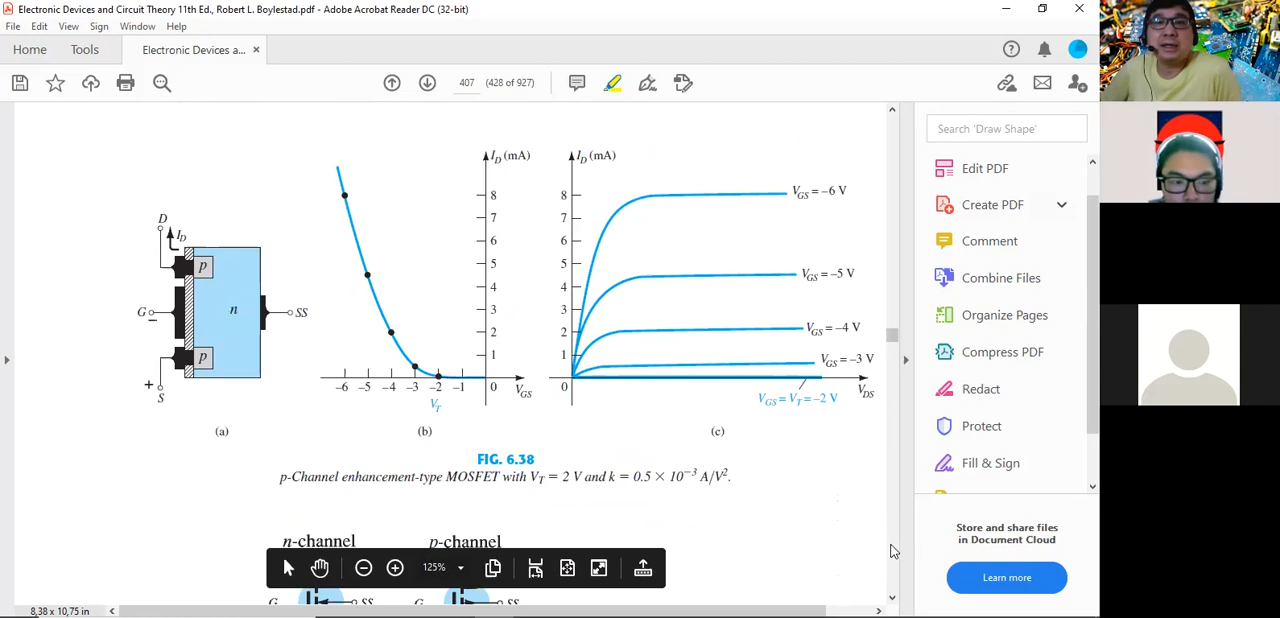 Electronic Devices and Circuit Theory 11th Ed., Robert L. Boylestad.pdf - Adobe Acrobat Reader DC (32-bit)
File Edit View Sign Window Help
Home Tools Electronic Devices a... ×
407 (428 of 927)
Search 'Draw Shape'
Edit PDF
Create PDF
Comment
Combine Files
Organize Pages
Compress PDF
Redact
Protect
Fill & Sign
Store and share files
in Document Cloud
Learn more
D
I_D
p
G
–
n
SS
p
+
S
(a)
I_D (mA)
8
7
6
5
4
3
2
1
–6 –5 –4 –3 –2 –1 0 V_GS
V_T
(b)
I_D (mA)
8 V_GS = –6 V
7
6
5 V_GS = –5 V
4
3
2 V_GS = –4 V
1 V_GS = –3 V
0 V_DS
V_GS = V_T = –2 V
(c)
FIG. 6.38
p-Channel enhancement-type MOSFET with V_T = 2 V and k = 0.5 × 10⁻³ A/V².
n-channel p-channel
125%
G SS G SS
8,38 x 10,75 in